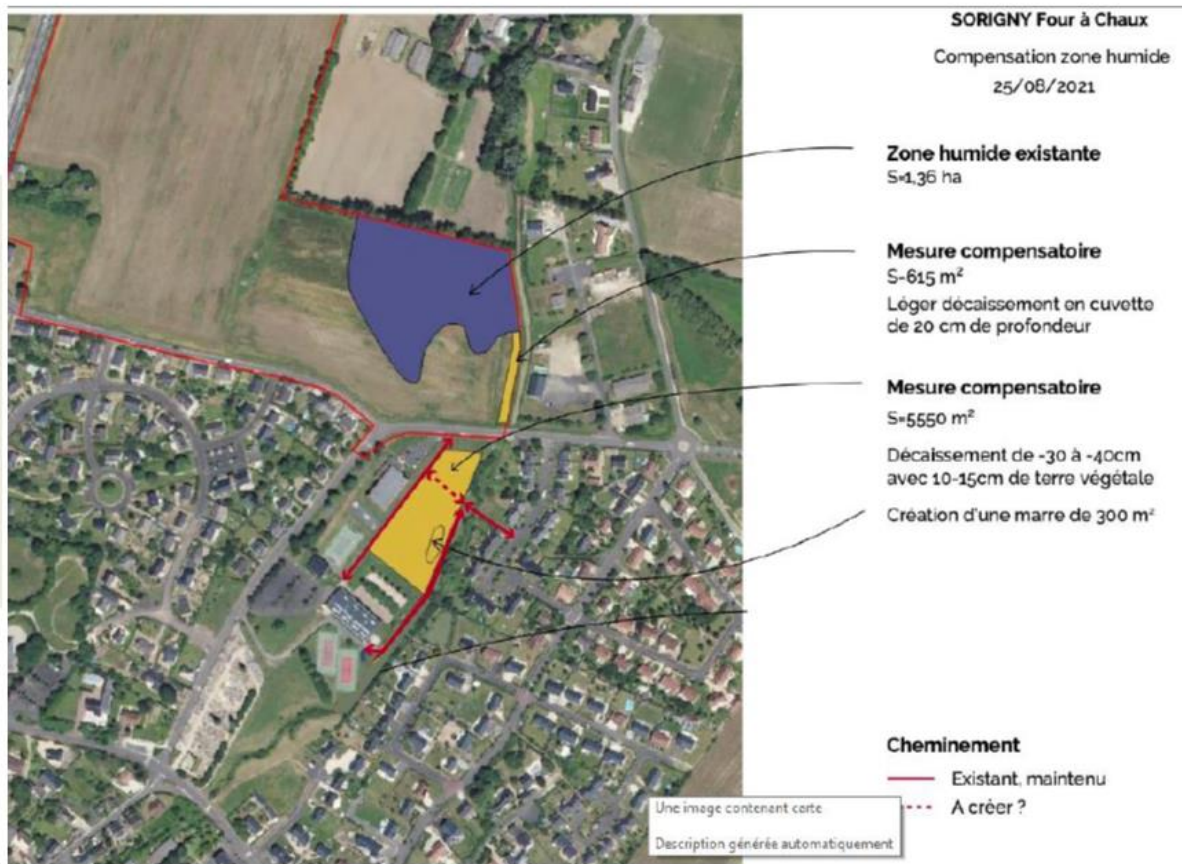 SORIGNY Four à Chaux
Compensation zone humide
25/08/2021
Zone humide existante
S=1,36 ha
Mesure compensatoire
S=615 m²
Léger décaissement en cuvette
de 20 cm de profondeur
Mesure compensatoire
S=5550 m²
Décaissement de -30 à -40cm
avec 10-15cm de terre végétale
Création d'une marre de 300 m²
Cheminement
Existant, maintenu
A créer ?
Une image contenant carte
Description générée automatiquement